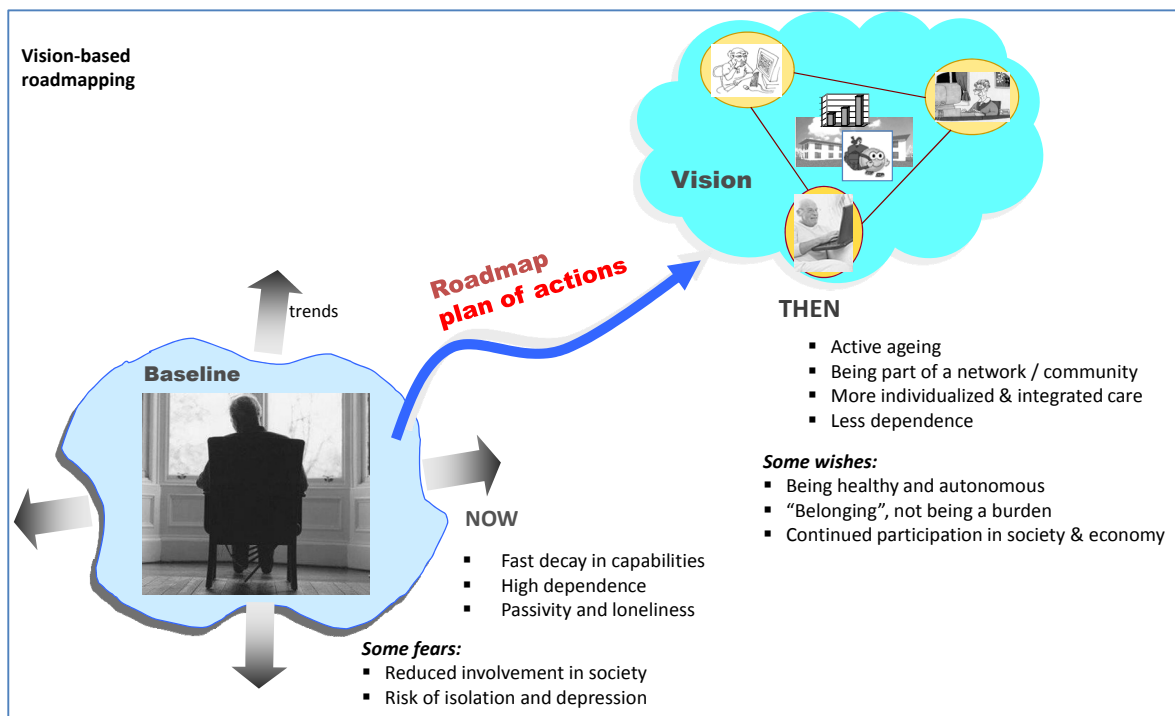 Vision-based
roadmapping
Vision
Roadmap
plan of actions
trends
Baseline
THEN
▪ Active ageing
▪ Being part of a network / community
▪ More individualized & integrated care
▪ Less dependence
Some wishes:
▪ Being healthy and autonomous
▪ “Belonging”, not being a burden
▪ Continued participation in society & economy
NOW
▪ Fast decay in capabilities
▪ High dependence
▪ Passivity and loneliness
Some fears:
▪ Reduced involvement in society
▪ Risk of isolation and depression